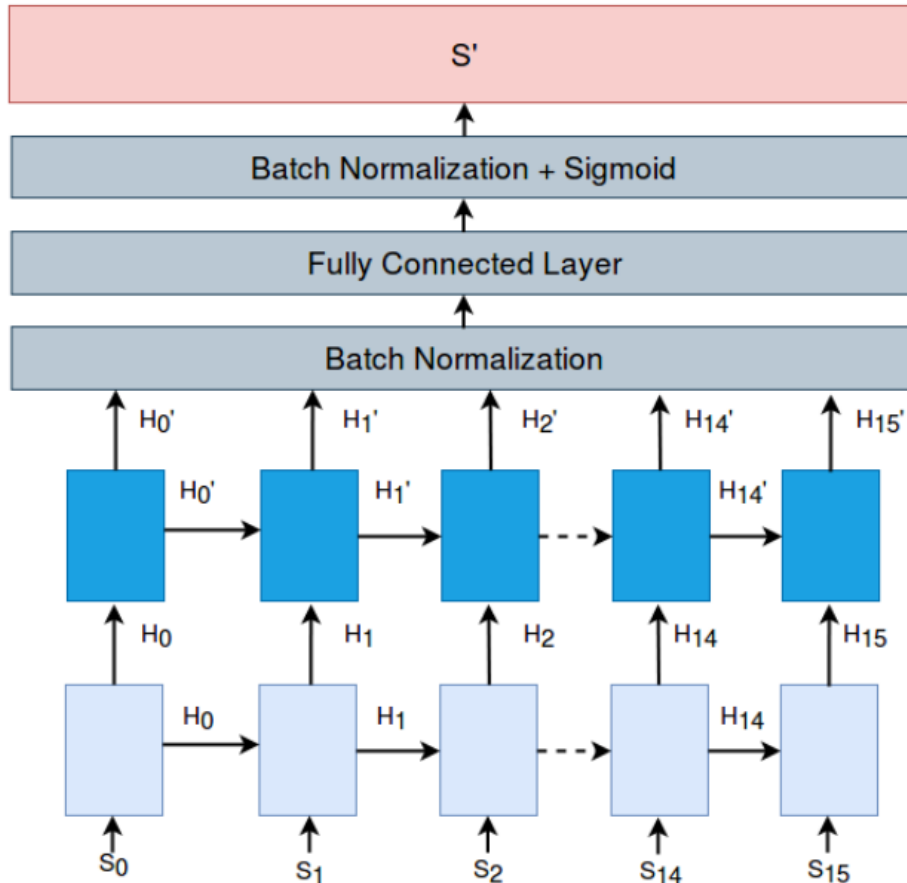 S'
Batch Normalization + Sigmoid
Fully Connected Layer
Batch Normalization
H0' H1' H2' H14' H15'
H0' H1' H14'
H0 H1 H2 H14 H15
H0 H1 H14
S0 S1 S2 S14 S15